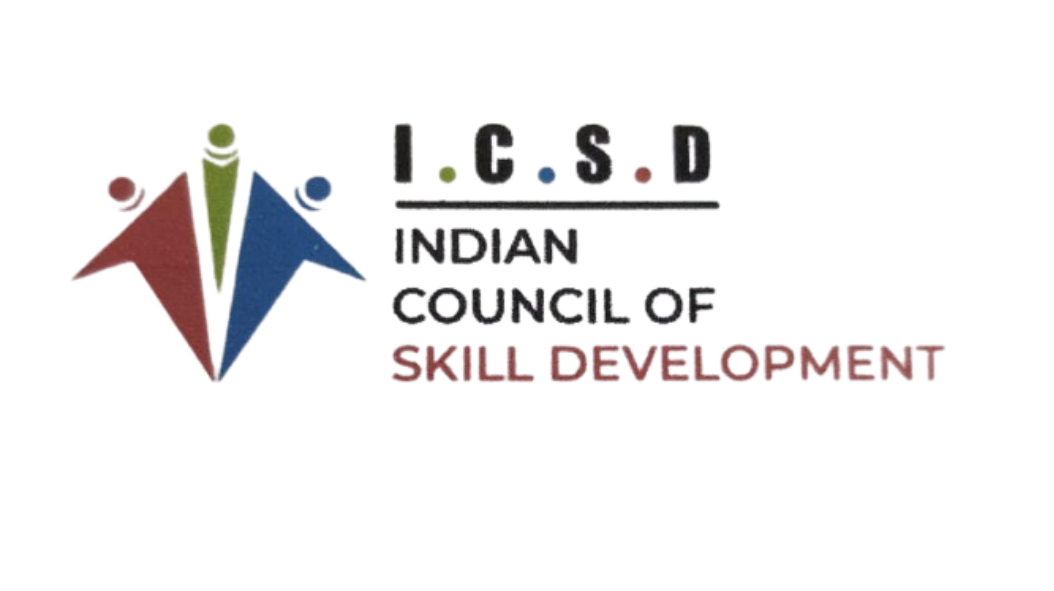 I.C.S.D
INDIAN
COUNCIL OF
SKILL DEVELOPMENT